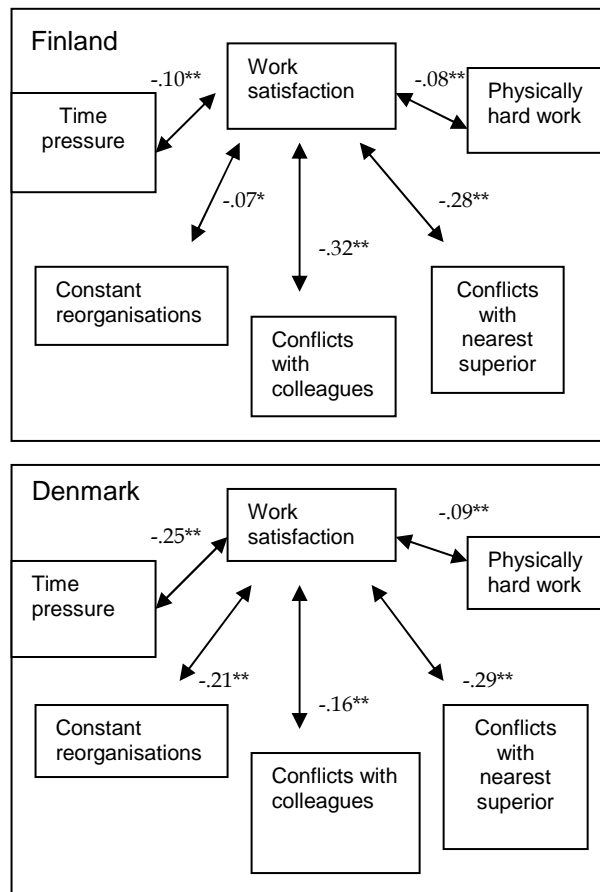 Finland
-.10**
Work
satisfaction
-.08**
Time
pressure
Physically
hard work
-.07*
-.28**
-.32**
Constant
reorganisations
Conflicts
with
colleagues
Conflicts
with
nearest
superior
Denmark
-.25**
Work
satisfaction
-.09**
Time
pressure
Physically
hard work
-.21**
-.16**
-.29**
Constant
reorganisations
Conflicts with
colleagues
Conflicts
with
nearest
superior